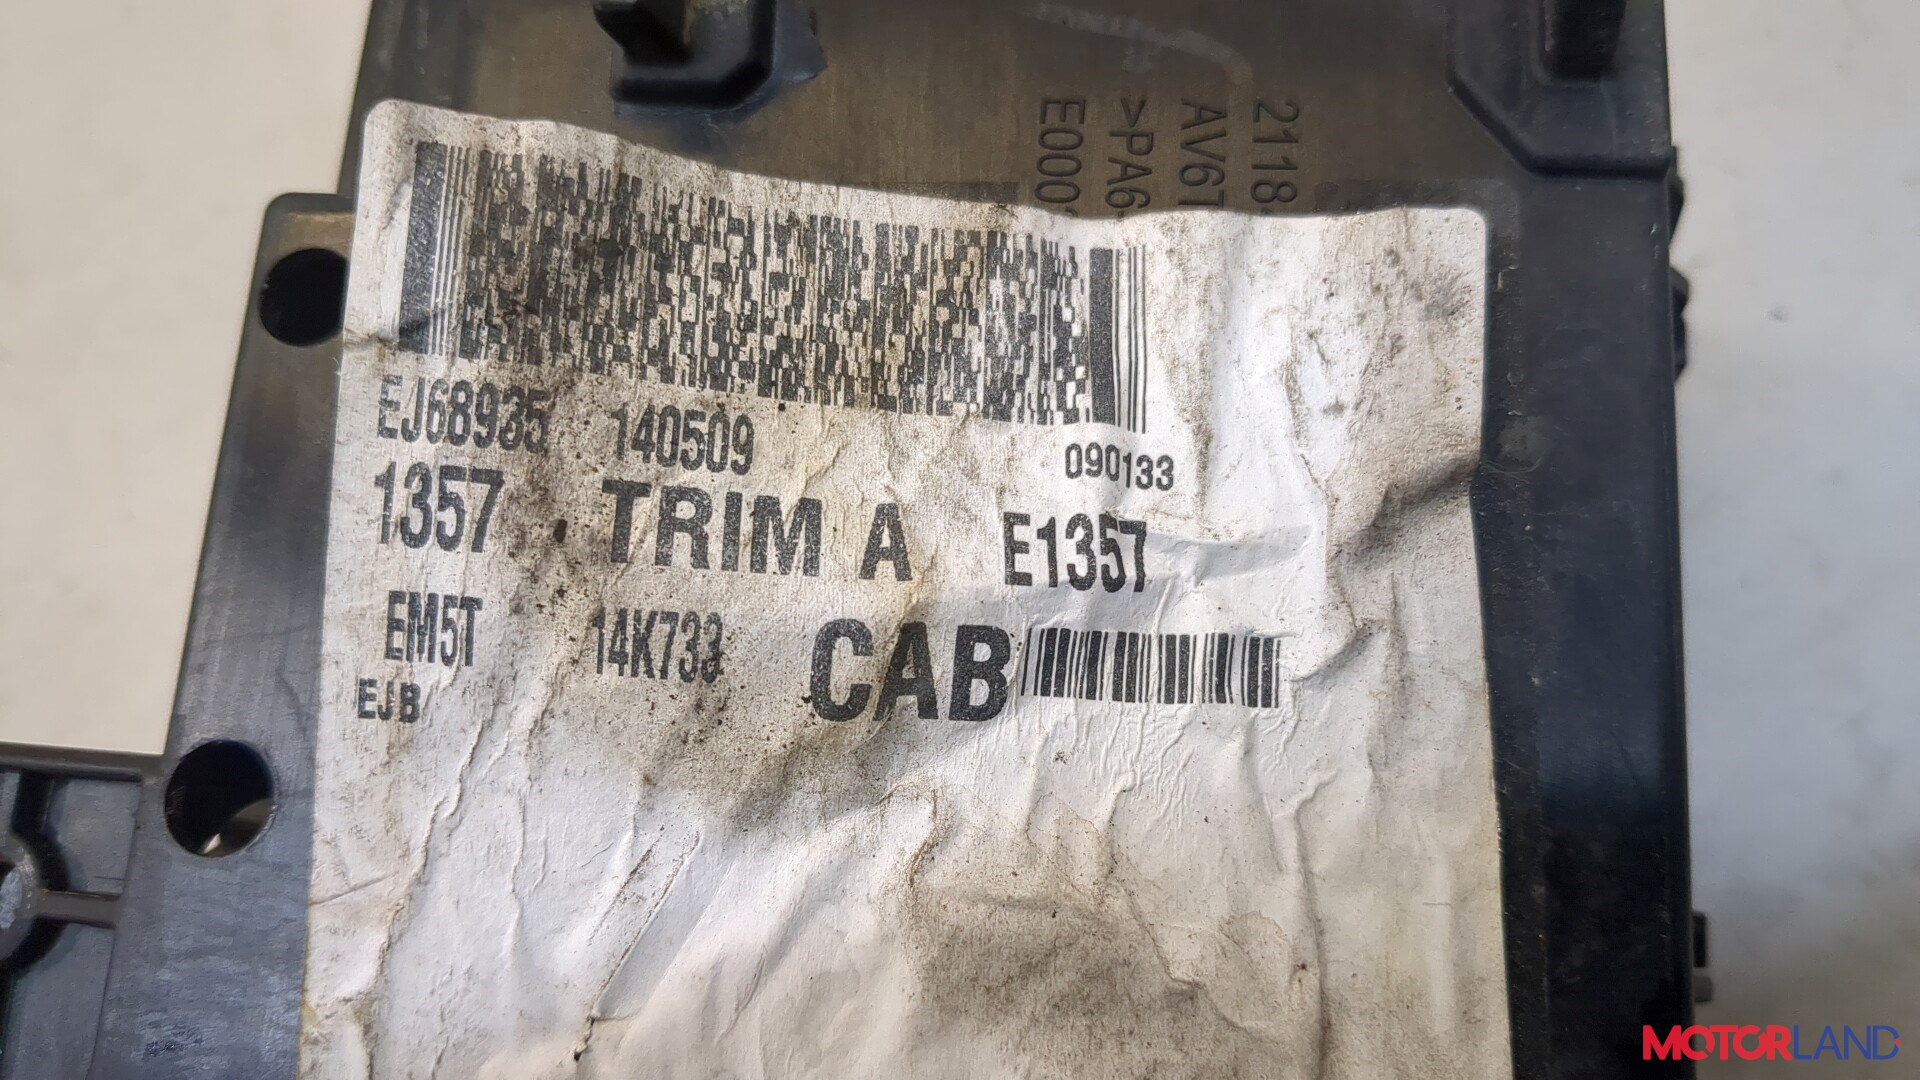 2118-
AV6T
>PA6-
E000
EJ68935 140509
090133
1357 TRIM A E1357
EM5T 14K733 CAB
EJB
MOTORLAND